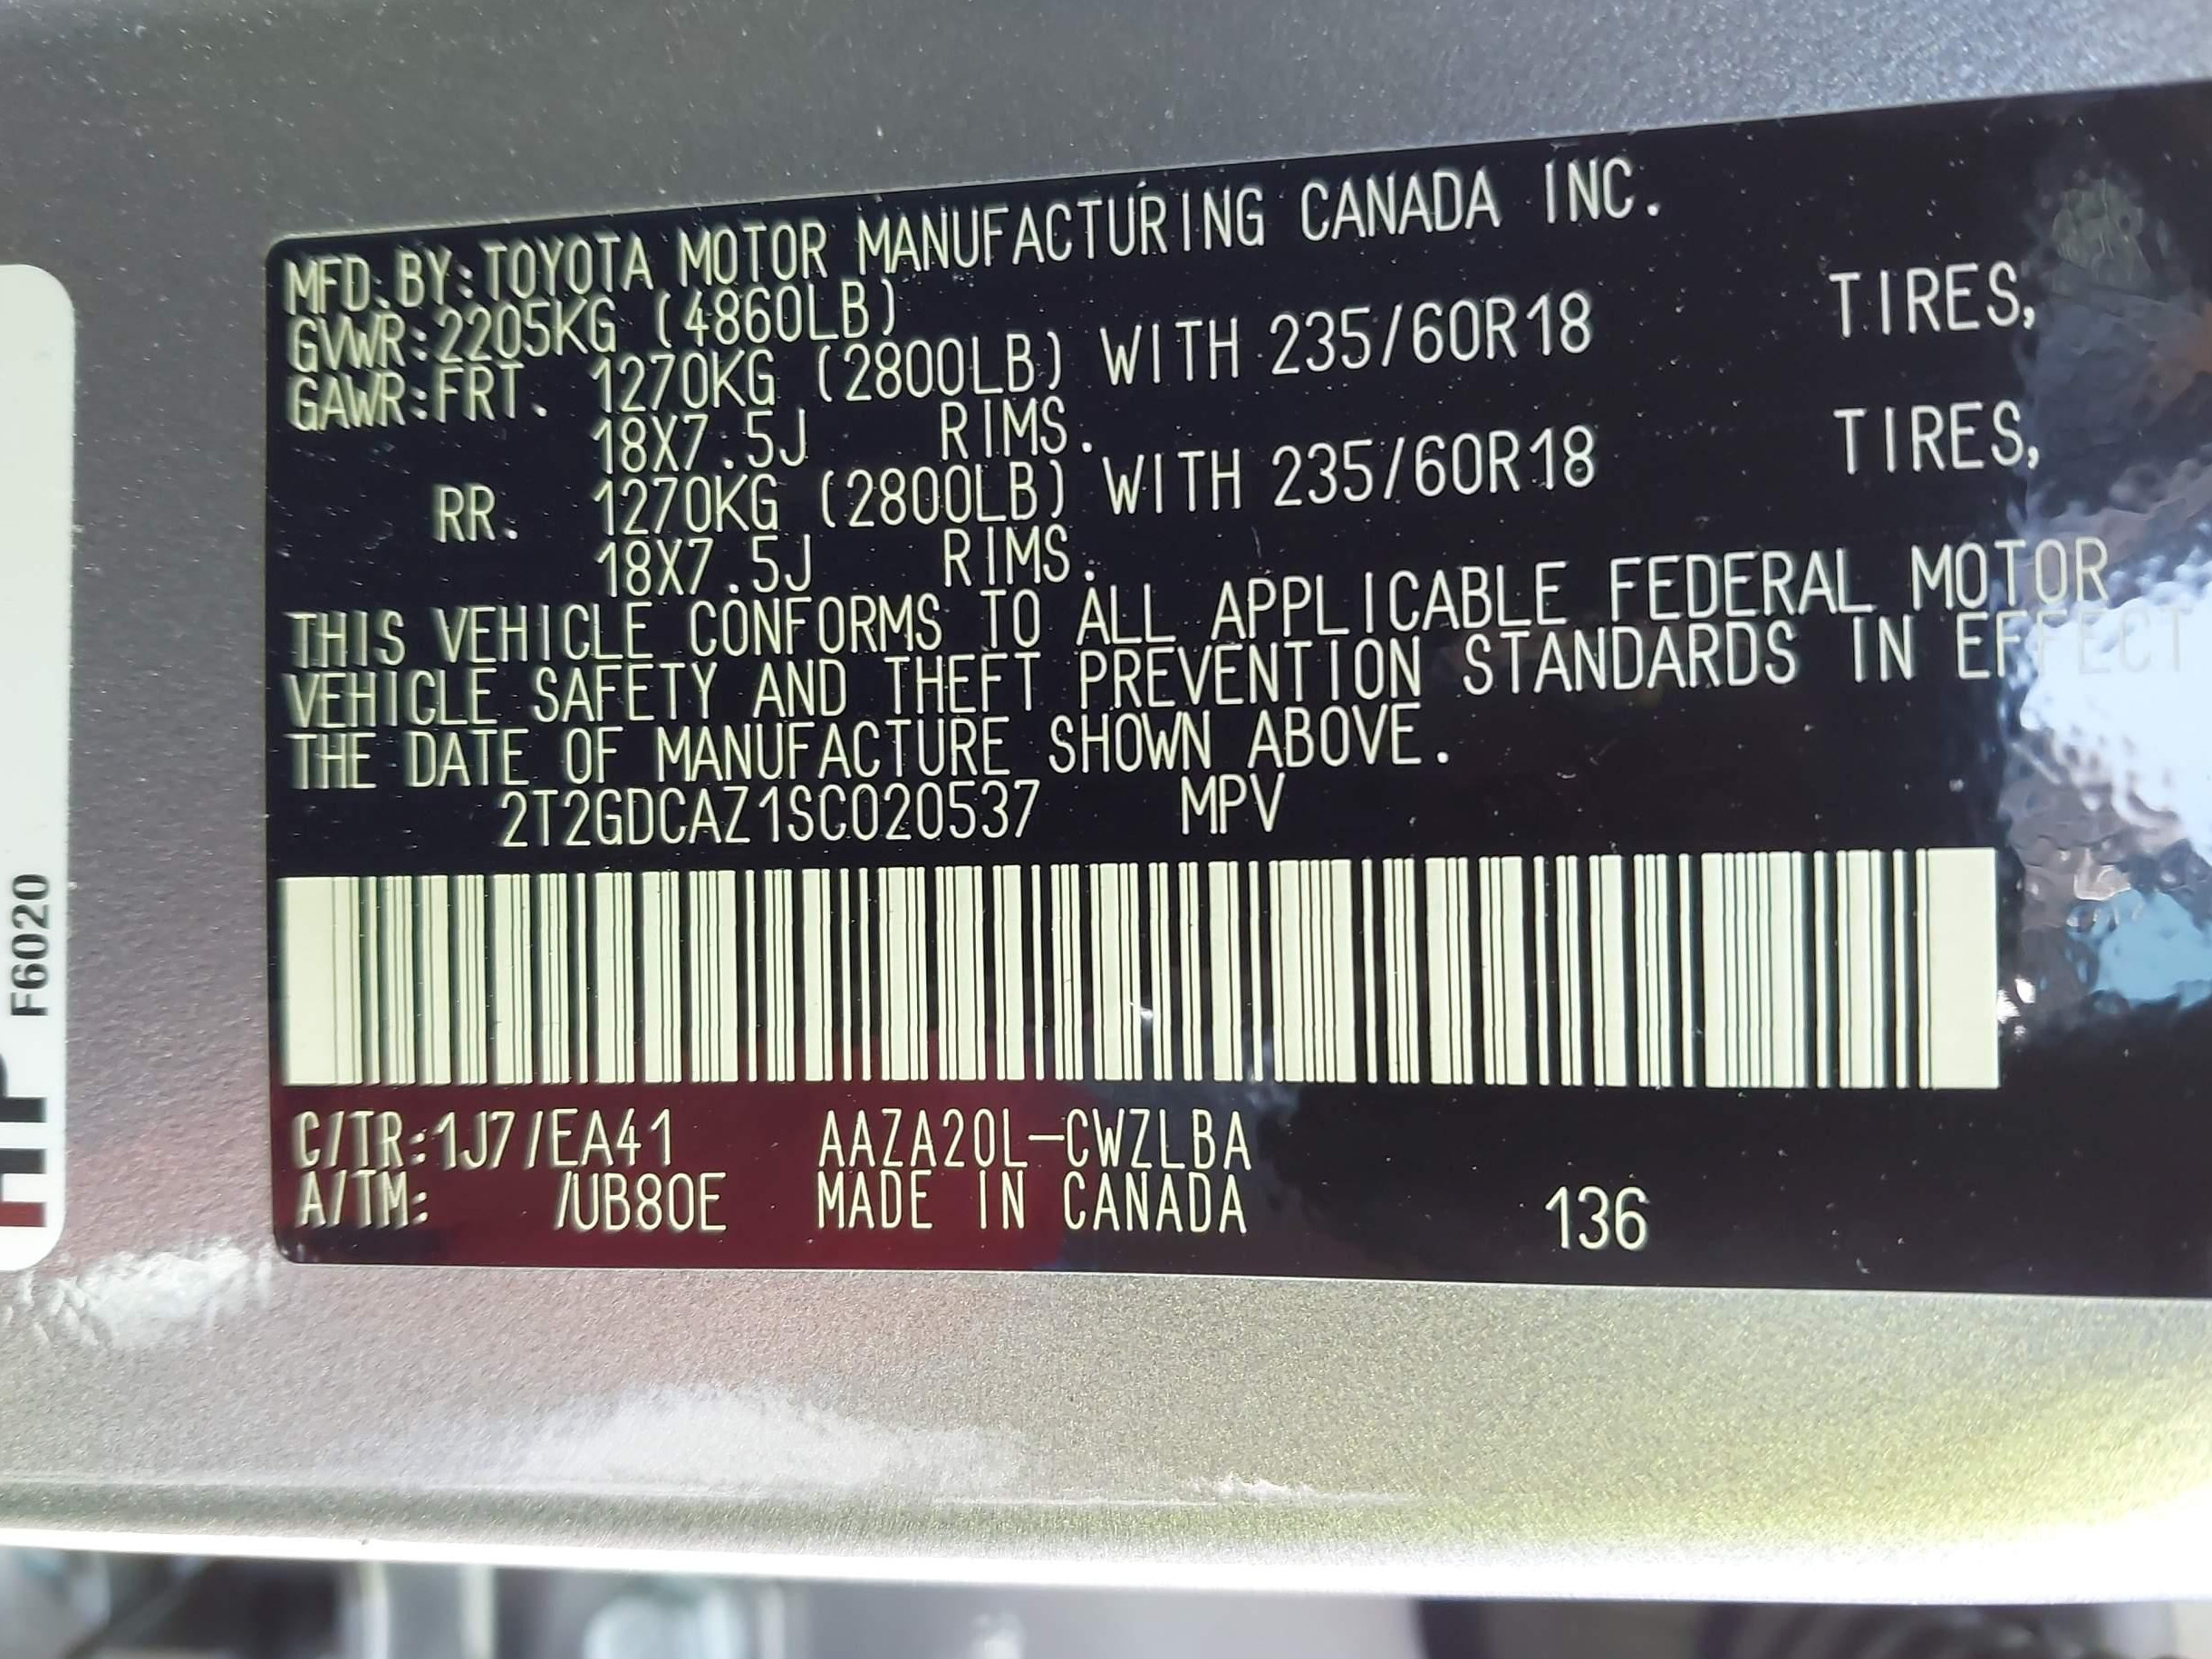 MFD.BY:TOYOTA MOTOR MANUFACTURING CANADA INC.
GVWR:2205KG (4860LB)
GAWR:FRT. 1270KG (2800LB) WITH 235/60R18 TIRES,
18X7.5J RIMS.
RR. 1270KG (2800LB) WITH 235/60R18 TIRES,
18X7.5J RIMS.
THIS VEHICLE CONFORMS TO ALL APPLICABLE FEDERAL MOTOR
VEHICLE SAFETY AND THEFT PREVENTION STANDARDS IN EFFECT
THE DATE OF MANUFACTURE SHOWN ABOVE.
2T2GDCAZ1SC020537 MPV
C/TR:1J7/EA41 AAZA20L-CWZLBA
A/TM: /UB80E MADE IN CANADA 136
F6020